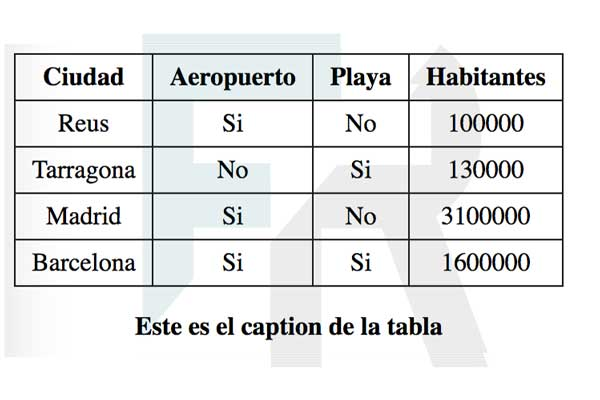 Ciudad Aeropuerto Playa Habitantes
Reus Si No 100000
Tarragona No Si 130000
Madrid Si No 3100000
Barcelona Si Si 1600000
Este es el caption de la tabla